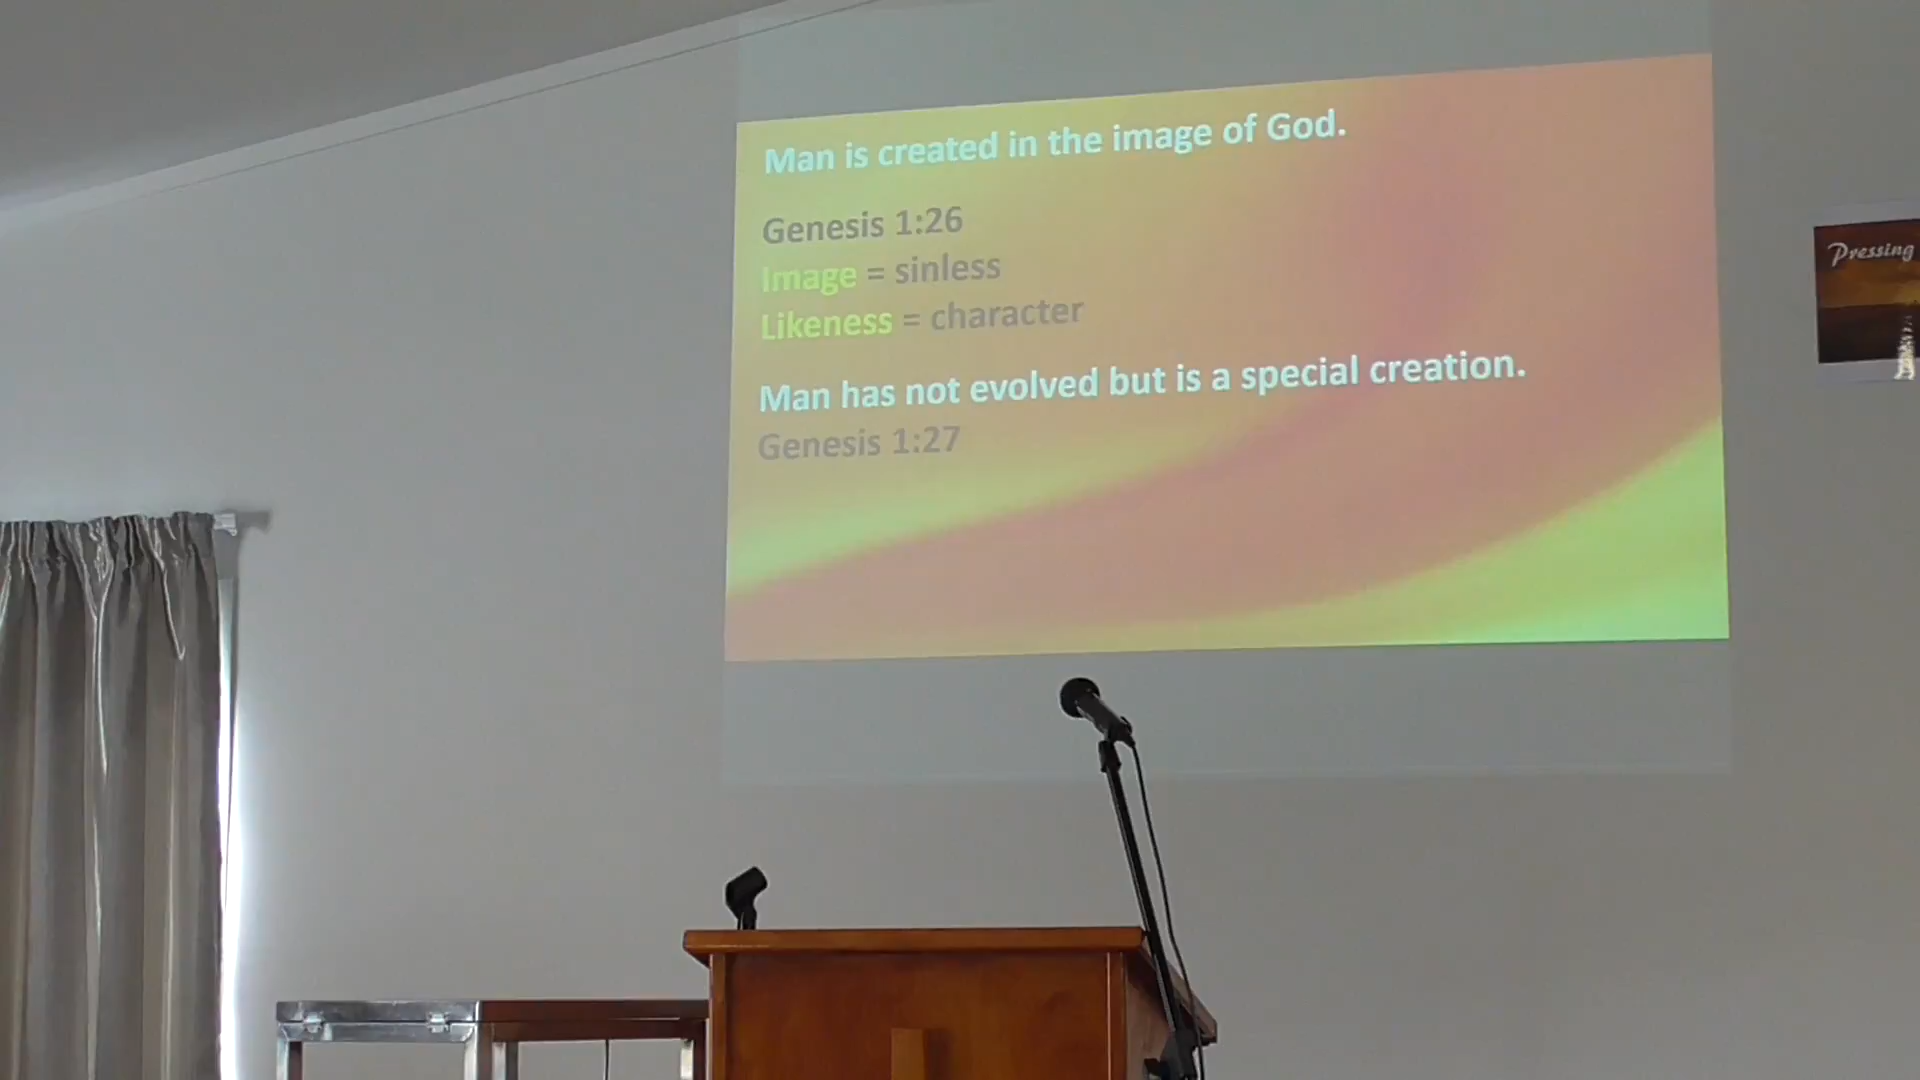 Man is created in the image of God.
Genesis 1:26
Image = sinless
Likeness = character
Man has not evolved but is a special creation.
Genesis 1:27
Pressing